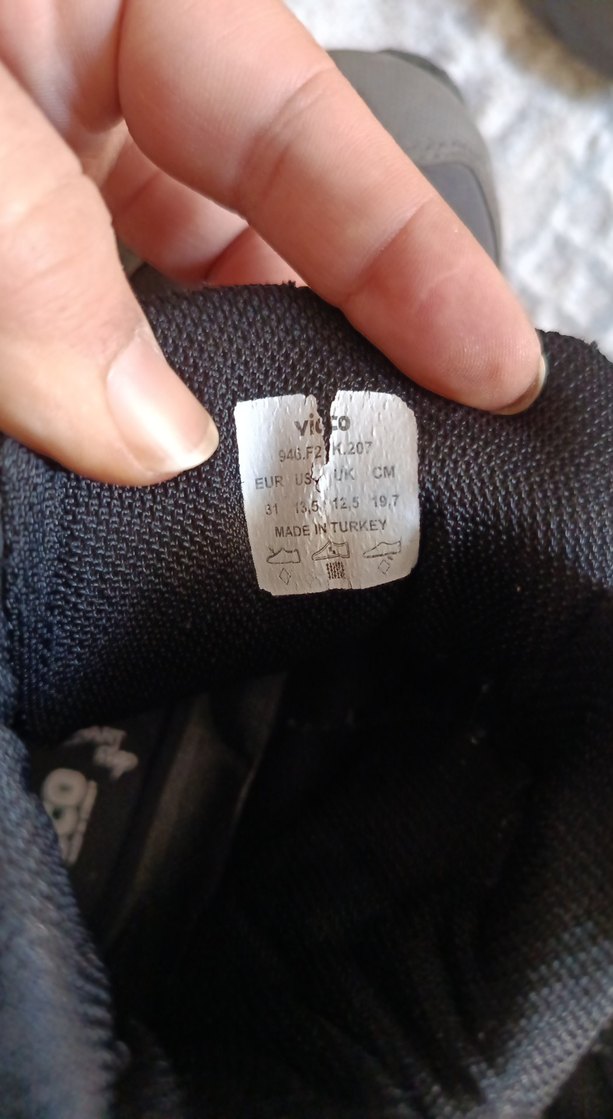 vicco
946.F2 K.207
EUR US UK CM
31 13,5 12,5 19,7
MADE IN TURKEY